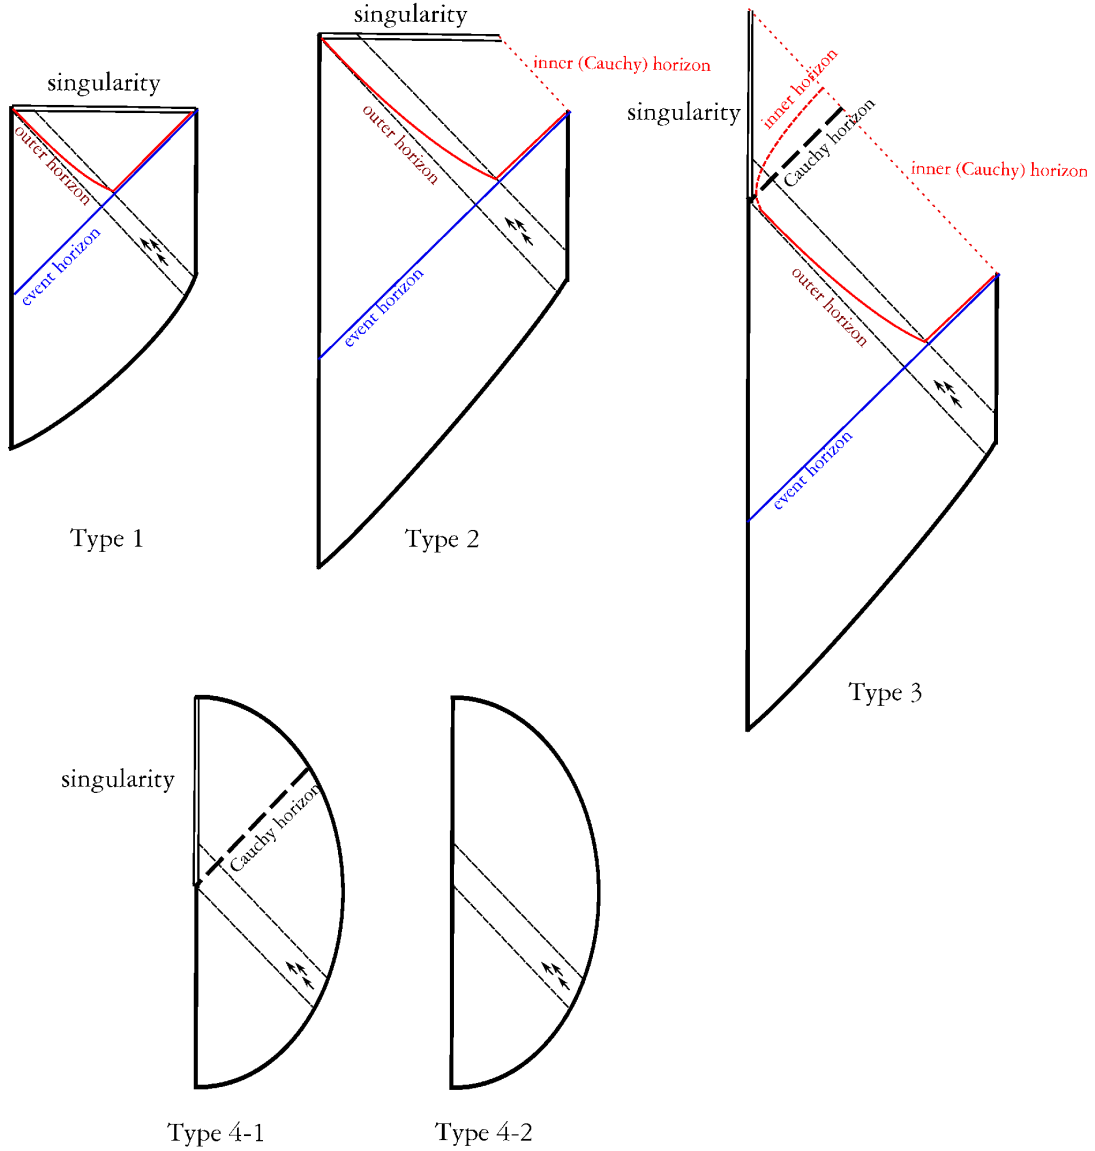 singularity
outer horizon
event horizon
Type 1
singularity
inner (Cauchy) horizon
outer horizon
event horizon
Type 2
singularity
inner horizon
Cauchy horizon
inner (Cauchy) horizon
outer horizon
event horizon
Type 3
singularity
Cauchy horizon
Type 4-1
Type 4-2